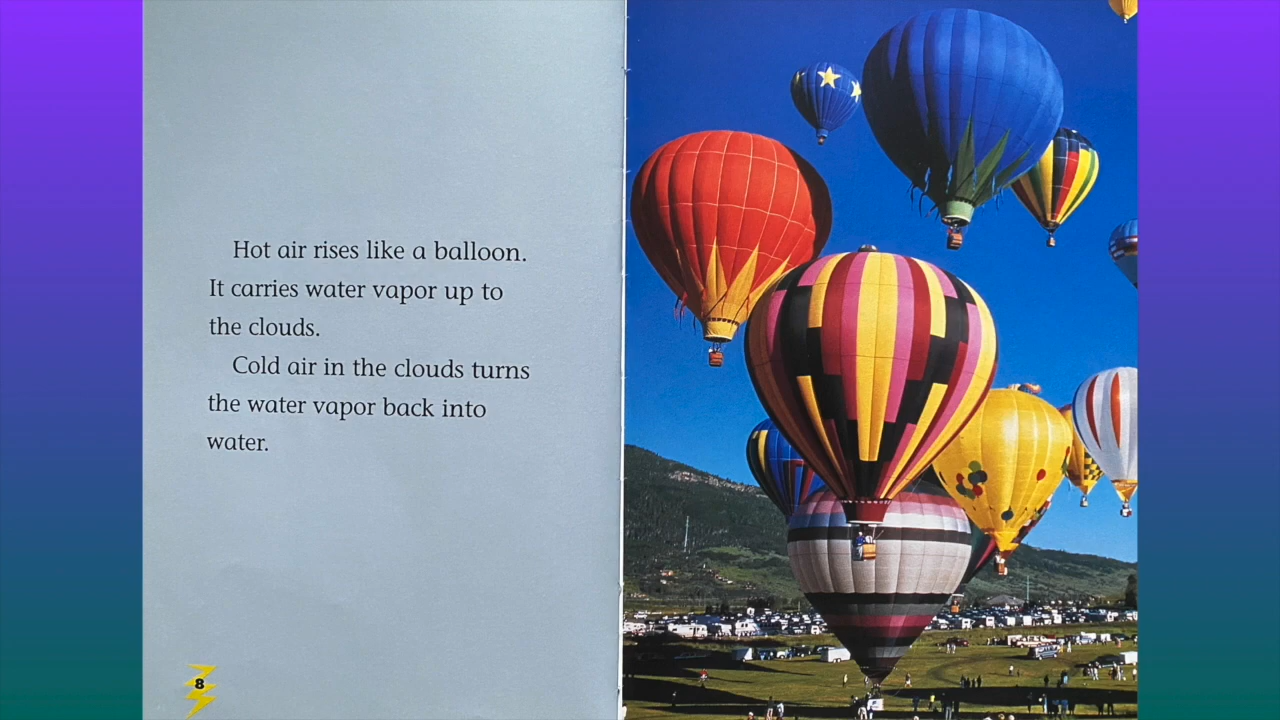 Hot air rises like a balloon.
It carries water vapor up to
the clouds.
Cold air in the clouds turns
the water vapor back into
water.
8